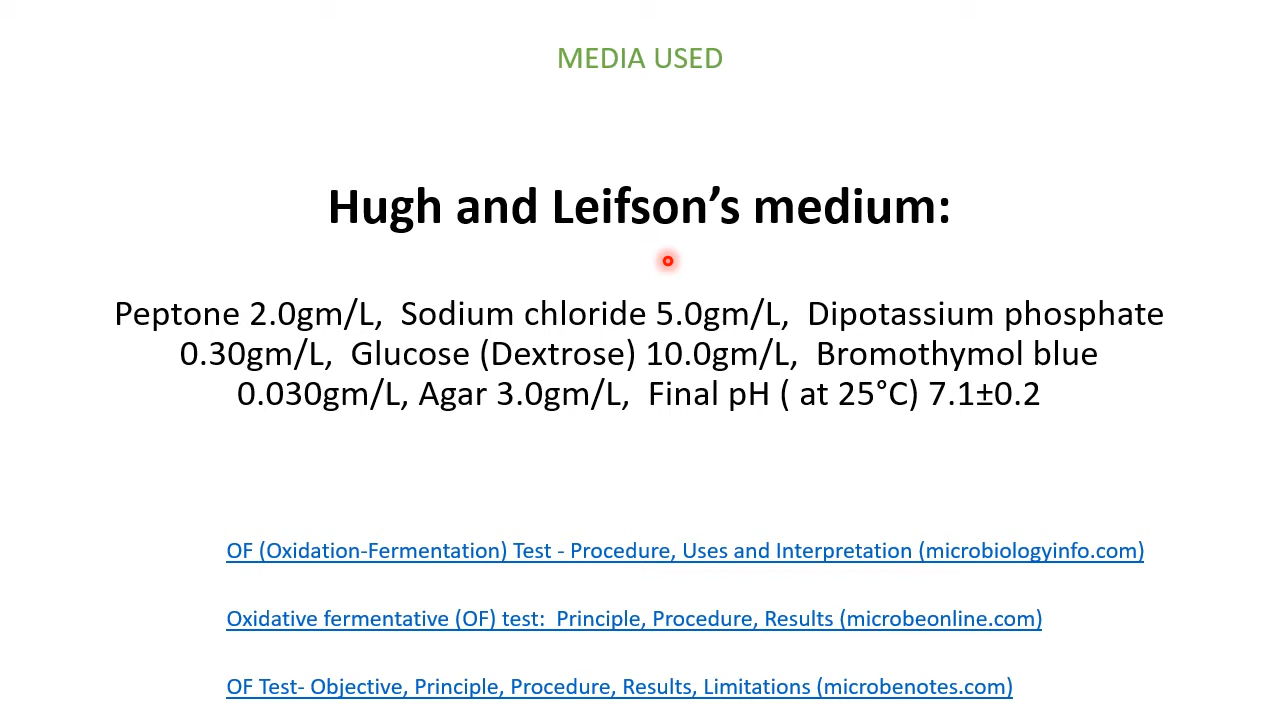 MEDIA USED
Hugh and Leifson’s medium:
Peptone 2.0gm/L,  Sodium chloride 5.0gm/L,  Dipotassium phosphate
0.30gm/L,  Glucose (Dextrose) 10.0gm/L,  Bromothymol blue
0.030gm/L, Agar 3.0gm/L,  Final pH ( at 25°C) 7.1±0.2
OF (Oxidation-Fermentation) Test - Procedure, Uses and Interpretation (microbiologyinfo.com)
Oxidative fermentative (OF) test:  Principle, Procedure, Results (microbeonline.com)
OF Test- Objective, Principle, Procedure, Results, Limitations (microbenotes.com)